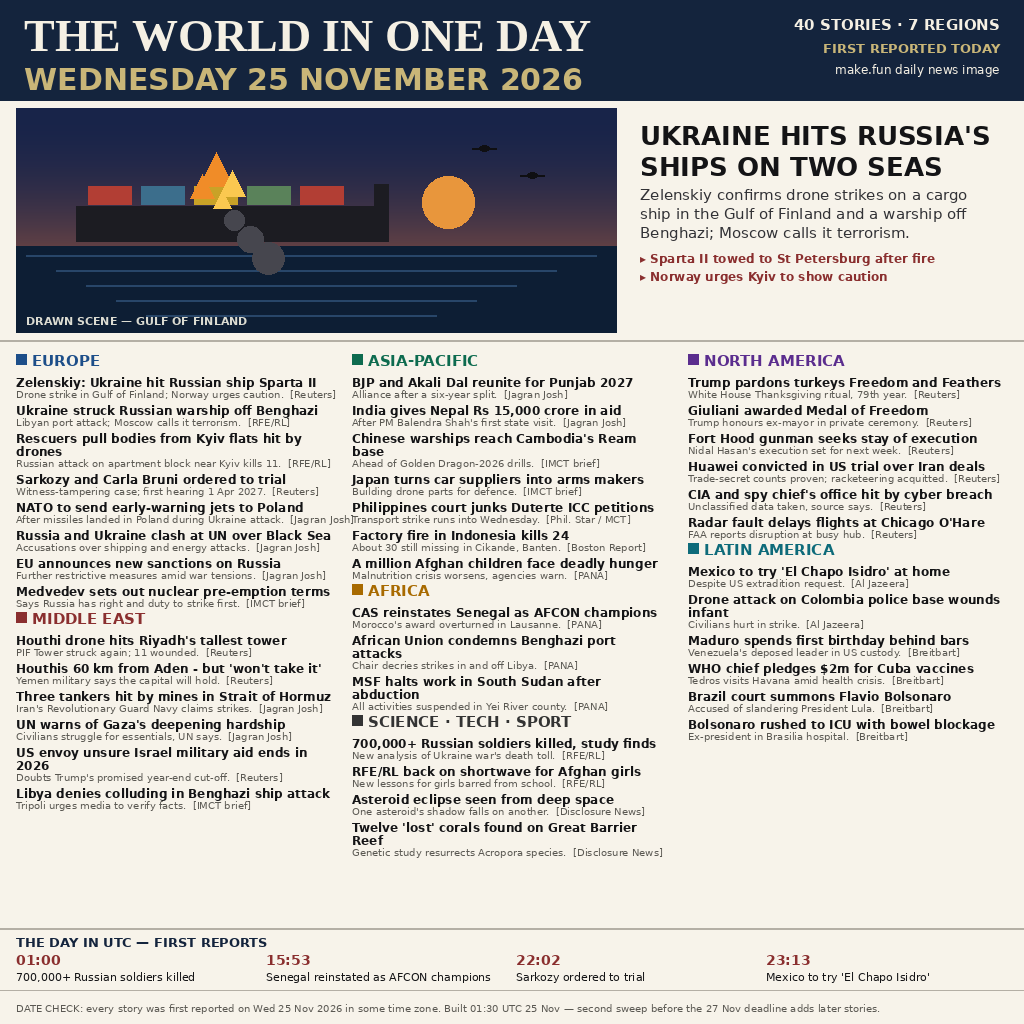 THE WORLD IN ONE DAY
WEDNESDAY 25 NOVEMBER 2026
40 STORIES · 7 REGIONS
FIRST REPORTED TODAY
make.fun daily news image
DRAWN SCENE — GULF OF FINLAND
UKRAINE HITS RUSSIA'S
SHIPS ON TWO SEAS
Zelenskiy confirms drone strikes on a cargo
ship in the Gulf of Finland and a warship off
Benghazi; Moscow calls it terrorism.
▸ Sparta II towed to St Petersburg after fire
▸ Norway urges Kyiv to show caution
EUROPE
Zelenskiy: Ukraine hit Russian ship Sparta II
Drone strike in Gulf of Finland; Norway urges caution. [Reuters]
Ukraine struck Russian warship off Benghazi
Libyan port attack; Moscow calls it terrorism. [RFE/RL]
Rescuers pull bodies from Kyiv flats hit by
drones
Russian attack on apartment block near Kyiv kills 11. [RFE/RL]
Sarkozy and Carla Bruni ordered to trial
Witness-tampering case; first hearing 1 Apr 2027. [Reuters]
NATO to send early-warning jets to Poland
After missiles landed in Poland during Ukraine attack. [Jagran Josh]
Russia and Ukraine clash at UN over Black Sea
Accusations over shipping and energy attacks. [Jagran Josh]
EU announces new sanctions on Russia
Further restrictive measures amid war tensions. [Jagran Josh]
Medvedev sets out nuclear pre-emption terms
Says Russia has right and duty to strike first. [IMCT brief]
MIDDLE EAST
Houthi drone hits Riyadh's tallest tower
PIF Tower struck again; 11 wounded. [Reuters]
Houthis 60 km from Aden - but 'won't take it'
Yemen military says the capital will hold. [Reuters]
Three tankers hit by mines in Strait of Hormuz
Iran's Revolutionary Guard Navy claims strikes. [Jagran Josh]
UN warns of Gaza's deepening hardship
Civilians struggle for essentials, UN says. [Jagran Josh]
US envoy unsure Israel military aid ends in
2026
Doubts Trump's promised year-end cut-off. [Reuters]
Libya denies colluding in Benghazi ship attack
Tripoli urges media to verify facts. [IMCT brief]
ASIA-PACIFIC
BJP and Akali Dal reunite for Punjab 2027
Alliance after a six-year split. [Jagran Josh]
India gives Nepal Rs 15,000 crore in aid
After PM Balendra Shah's first state visit. [Jagran Josh]
Chinese warships reach Cambodia's Ream
base
Ahead of Golden Dragon-2026 drills. [IMCT brief]
Japan turns car suppliers into arms makers
Building drone parts for defence. [IMCT brief]
Philippines court junks Duterte ICC petitions
Transport strike runs into Wednesday. [Phil. Star / MCT]
Factory fire in Indonesia kills 24
About 30 still missing in Cikande, Banten. [Boston Report]
A million Afghan children face deadly hunger
Malnutrition crisis worsens, agencies warn. [PANA]
AFRICA
CAS reinstates Senegal as AFCON champions
Morocco's award overturned in Lausanne. [PANA]
African Union condemns Benghazi port
attacks
Chair decries strikes in and off Libya. [PANA]
MSF halts work in South Sudan after
abduction
All activities suspended in Yei River county. [PANA]
SCIENCE · TECH · SPORT
700,000+ Russian soldiers killed, study finds
New analysis of Ukraine war's death toll. [RFE/RL]
RFE/RL back on shortwave for Afghan girls
New lessons for girls barred from school. [RFE/RL]
Asteroid eclipse seen from deep space
One asteroid's shadow falls on another. [Disclosure News]
Twelve 'lost' corals found on Great Barrier
Reef
Genetic study resurrects Acropora species. [Disclosure News]
NORTH AMERICA
Trump pardons turkeys Freedom and Feathers
White House Thanksgiving ritual, 79th year. [Reuters]
Giuliani awarded Medal of Freedom
Trump honours ex-mayor in private ceremony. [Reuters]
Fort Hood gunman seeks stay of execution
Nidal Hasan's execution set for next week. [Reuters]
Huawei convicted in US trial over Iran deals
Trade-secret counts proven; racketeering acquitted. [Reuters]
CIA and spy chief's office hit by cyber breach
Unclassified data taken, source says. [Reuters]
Radar fault delays flights at Chicago O'Hare
FAA reports disruption at busy hub. [Reuters]
LATIN AMERICA
Mexico to try 'El Chapo Isidro' at home
Despite US extradition request. [Al Jazeera]
Drone attack on Colombia police base wounds
infant
Civilians hurt in strike. [Al Jazeera]
Maduro spends first birthday behind bars
Venezuela's deposed leader in US custody. [Breitbart]
WHO chief pledges $2m for Cuba vaccines
Tedros visits Havana amid health crisis. [Breitbart]
Brazil court summons Flavio Bolsonaro
Accused of slandering President Lula. [Breitbart]
Bolsonaro rushed to ICU with bowel blockage
Ex-president in Brasilia hospital. [Breitbart]
THE DAY IN UTC — FIRST REPORTS
01:00
700,000+ Russian soldiers killed
15:53
Senegal reinstated as AFCON champions
22:02
Sarkozy ordered to trial
23:13
Mexico to try 'El Chapo Isidro'
DATE CHECK: every story was first reported on Wed 25 Nov 2026 in some time zone. Built 01:30 UTC 25 Nov — second sweep before the 27 Nov deadline adds later stories.